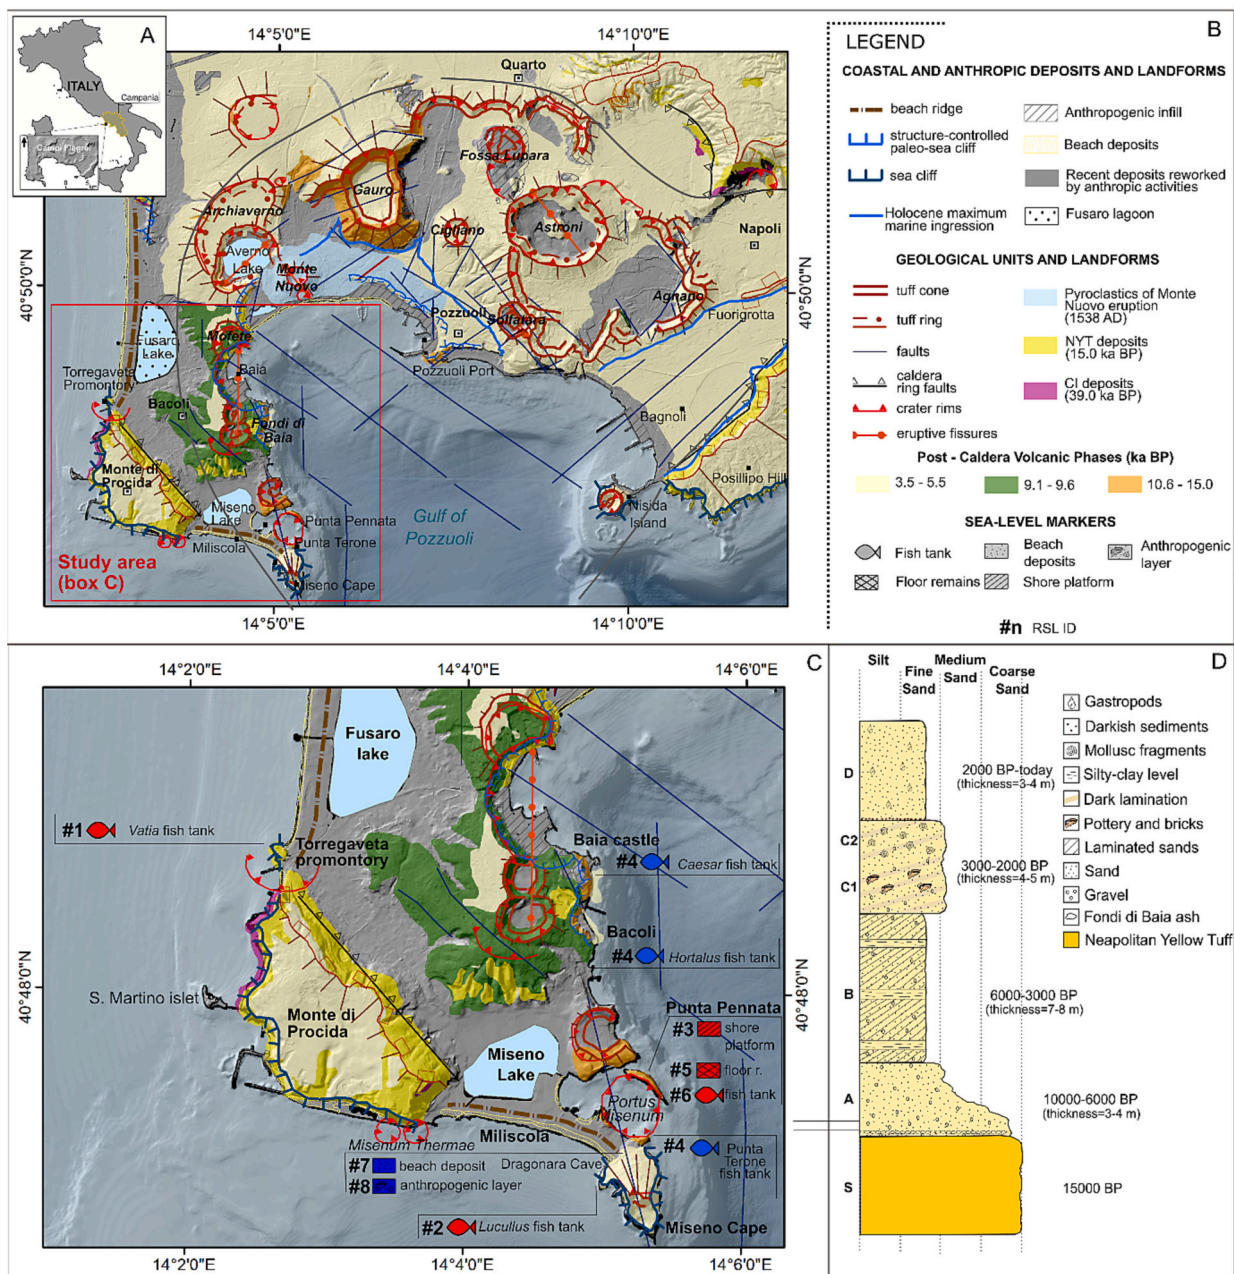 A
ITALY
Campania
Campi Flegrei
14°5'0"E
14°10'0"E
Quarto
Fossa Lupara
Gauro
Archiaverno
Cigliano
Astroni
Napoli
Averno
Lake
Monte
Nuovo
Agnano
Fuorigrotta
40°50'0"N
40°50'0"N
Pozzuoli
Solfatara
Mofete
Fusaro
Lake
Baia
Pozzuoli Port
Torregaveta
Promontory
Bacoli
Bagnoli
Fondi di
Baia
Monte di
Procida
Posillipo Hill
Miseno
Lake
Nisida
Island
Punta Pennata
Gulf of
Pozzuoli
Miliscola
Punta Terone
Study area
(box C)
Miseno Cape
14°5'0"E
14°10'0"E
B
LEGEND
COASTAL AND ANTHROPIC DEPOSITS AND LANDFORMS
beach ridge
Anthropogenic infill
structure-controlled
paleo-sea cliff
Beach deposits
sea cliff
Recent deposits reworked
by anthropic activities
Holocene maximum
marine ingression
Fusaro lagoon
GEOLOGICAL UNITS AND LANDFORMS
tuff cone
Pyroclastics of Monte
Nuovo eruption
(1538 AD)
tuff ring
faults
NYT deposits
(15.0 ka BP)
caldera
ring faults
CI deposits
(39.0 ka BP)
crater rims
eruptive fissures
Post - Caldera Volcanic Phases (ka BP)
3.5 - 5.5
9.1 - 9.6
10.6 - 15.0
SEA-LEVEL MARKERS
Fish tank
Beach
deposits
Anthropogenic
layer
Floor remains
Shore platform
#n RSL ID
C
14°2'0"E
14°4'0"E
14°6'0"E
Fusaro
lake
#1
Vatia fish tank
Torregaveta
promontory
Baia castle
#4
Caesar fish tank
Bacoli
#4
Hortalus fish tank
40°48'0"N
40°48'0"N
S. Martino islet
Monte di
Procida
Punta Pennata
#3
shore
platform
Miseno
Lake
#5
floor r.
#6
fish tank
Portus
Misenum
Miliscola
Misenum Thermae
#4
Punta
Terone
fish tank
#7
beach deposit
Dragonara Cave
#8
anthropogenic layer
#2
Lucullus fish tank
Miseno Cape
14°2'0"E
14°4'0"E
14°6'0"E
D
Silt
Fine
Sand
Medium
Sand
Coarse
Sand
D
2000 BP-today
(thickness=3-4 m)
C2
C1
3000-2000 BP
(thickness=4-5 m)
B
6000-3000 BP
(thickness=7-8 m)
A
10000-6000 BP
(thickness=3-4 m)
S
15000 BP
Gastropods
Darkish sediments
Mollusc fragments
Silty-clay level
Dark lamination
Pottery and bricks
Laminated sands
Sand
Gravel
Fondi di Baia ash
Neapolitan Yellow Tuff